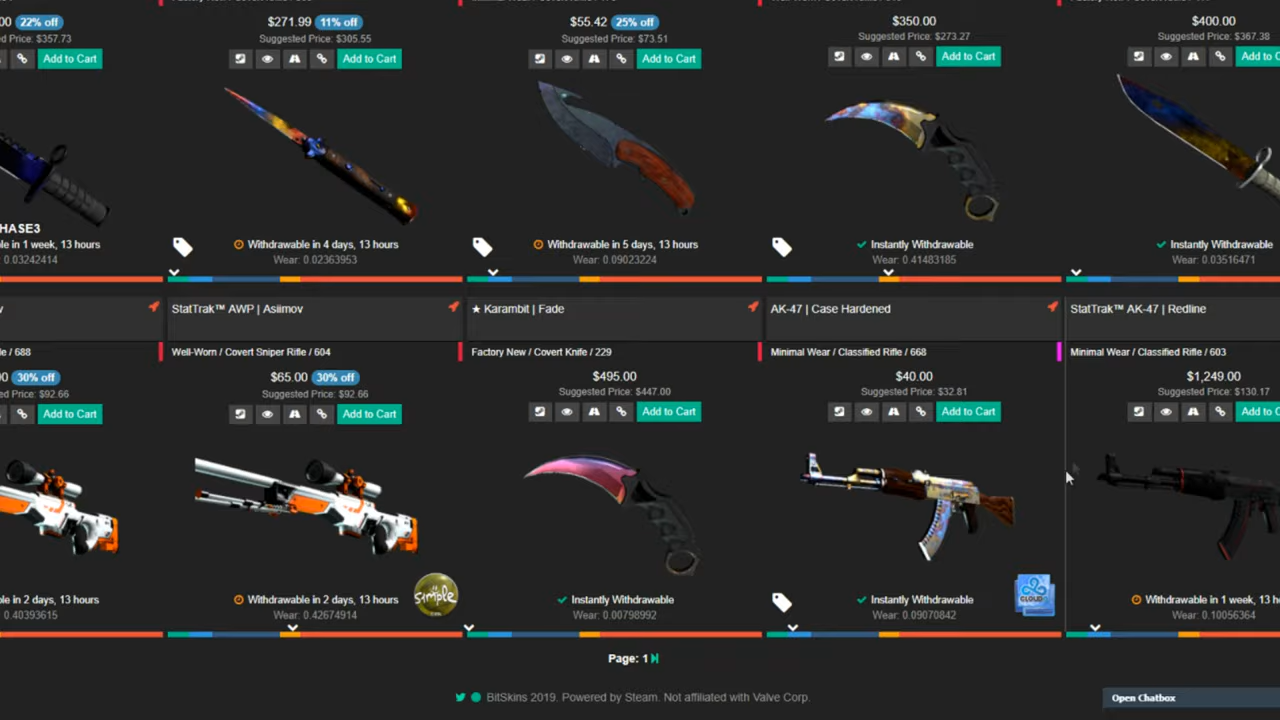 00 22% off
ed Price: $357.73
Add to Cart
$271.99 11% off
Suggested Price: $305.55
Add to Cart
$55.42 25% off
Suggested Price: $73.51
Add to Cart
$350.00
Suggested Price: $273.27
Add to Cart
$400.00
Suggested Price: $367.38
Add to C
HASE3
le in 1 week, 13 hours
0.03242414
Withdrawable in 4 days, 13 hours
Wear: 0.02363953
Withdrawable in 5 days, 13 hours
Wear: 0.09023224
Instantly Withdrawable
Wear: 0.41483185
Instantly Withdrawable
Wear: 0.03516471
le / 688
00 30% off
ed Price: $92.66
Add to Cart
le in 2 days, 13 hours
0.40393615
StatTrak™ AWP | Asiimov
Well-Worn / Covert Sniper Rifle / 604
$65.00 30% off
Suggested Price: $92.66
Add to Cart
Withdrawable in 2 days, 13 hours
Wear: 0.42674914
★ Karambit | Fade
Factory New / Covert Knife / 229
$495.00
Suggested Price: $447.00
Add to Cart
Instantly Withdrawable
Wear: 0.00798992
AK-47 | Case Hardened
Minimal Wear / Classified Rifle / 668
$40.00
Suggested Price: $32.81
Add to Cart
CLOUD9
Instantly Withdrawable
Wear: 0.09070842
StatTrak™ AK-47 | Redline
Minimal Wear / Classified Rifle / 603
$1,249.00
Suggested Price: $130.17
Add to C
Withdrawable in 1 week, 13 h
Wear: 0.10056364
Page: 1
BitSkins 2019. Powered by Steam. Not affiliated with Valve Corp.
Open Chatbox